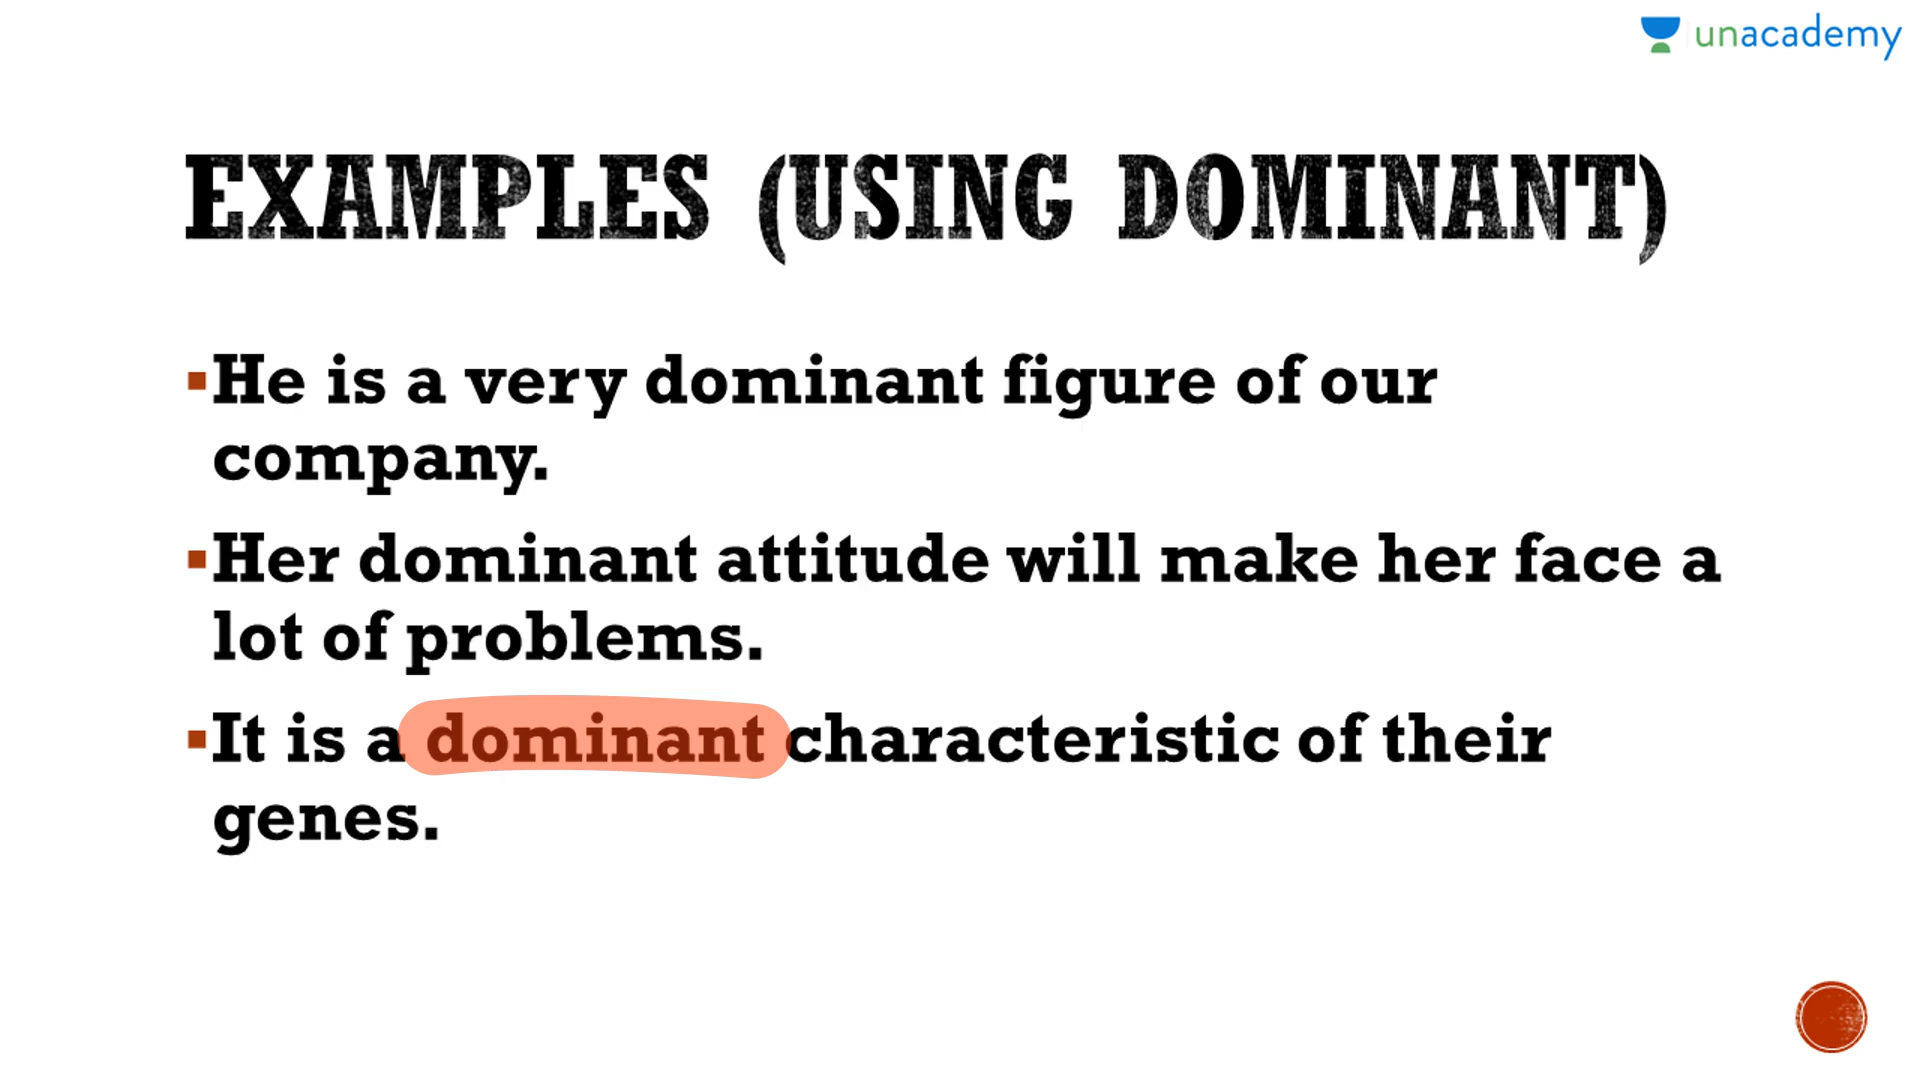 unacademy
EXAMPLES (USING DOMINANT)
▪He is a very dominant figure of our
company.
▪Her dominant attitude will make her face a
lot of problems.
▪It is a dominant characteristic of their
genes.